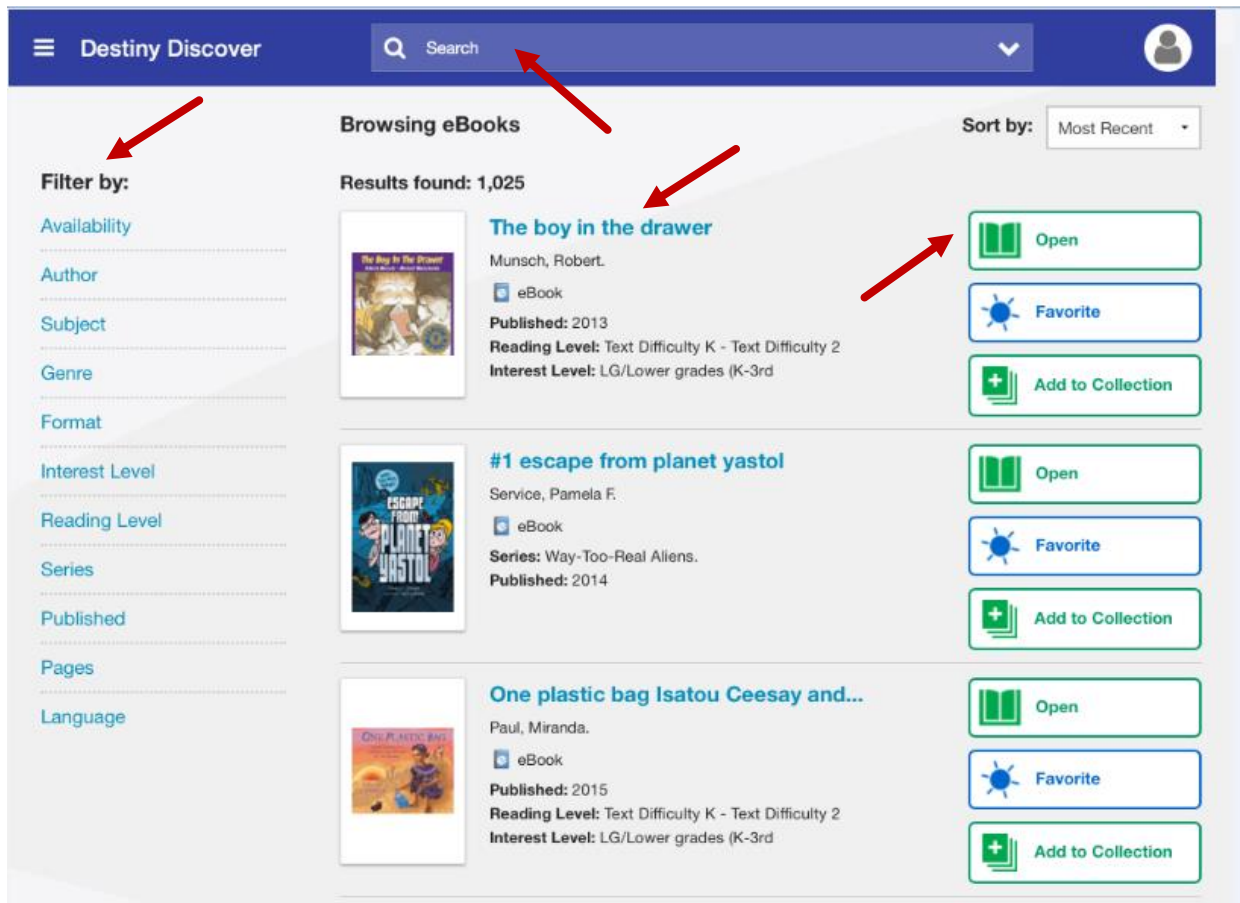 Destiny Discover
Search
Browsing eBooks
Sort by:
Most Recent
Filter by:
Availability
Author
Subject
Genre
Format
Interest Level
Reading Level
Series
Published
Pages
Language
Results found: 1,025
The Boy In The Drawer
The boy in the drawer
Munsch, Robert.
eBook
Published: 2013
Reading Level: Text Difficulty K - Text Difficulty 2
Interest Level: LG/Lower grades (K-3rd
Open
Favorite
Add to Collection
ESCAPE
FROM
PLANET
YASTOL
#1 escape from planet yastol
Service, Pamela F.
eBook
Series: Way-Too-Real Aliens.
Published: 2014
Open
Favorite
Add to Collection
ONE PLASTIC BAG
One plastic bag Isatou Ceesay and...
Paul, Miranda.
eBook
Published: 2015
Reading Level: Text Difficulty K - Text Difficulty 2
Interest Level: LG/Lower grades (K-3rd
Open
Favorite
Add to Collection